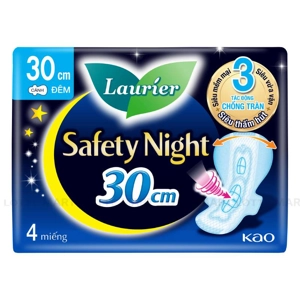 30 cm
CÁNH ĐÊM
Laurier
3
TÁC ĐỘNG
CHỐNG TRÀN
Siêu mềm mại
Siêu vừa vặn
Siêu thấm hút
Safety Night
30cm
4 miếng
Kao